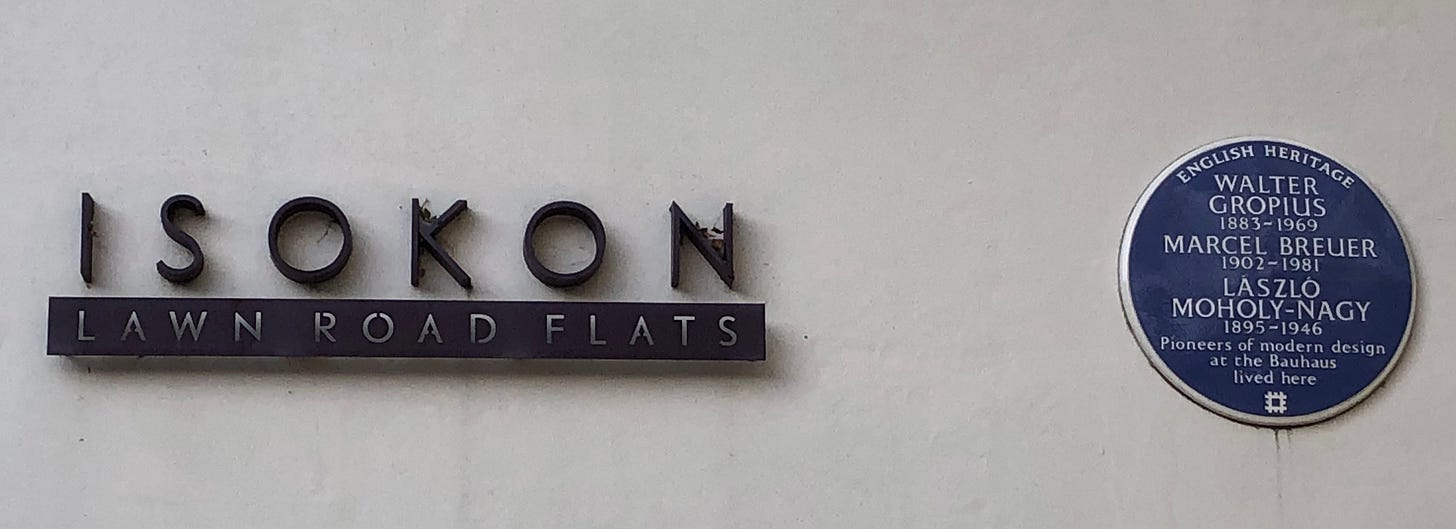 ISOKON
LAWN ROAD FLATS
ENGLISH HERITAGE
WALTER
GROPIUS
1883~1969
MARCEL BREUER
1902~1981
LÁSZLÓ
MOHOLY-NAGY
1895~1946
Pioneers of modern design
at the Bauhaus
lived here